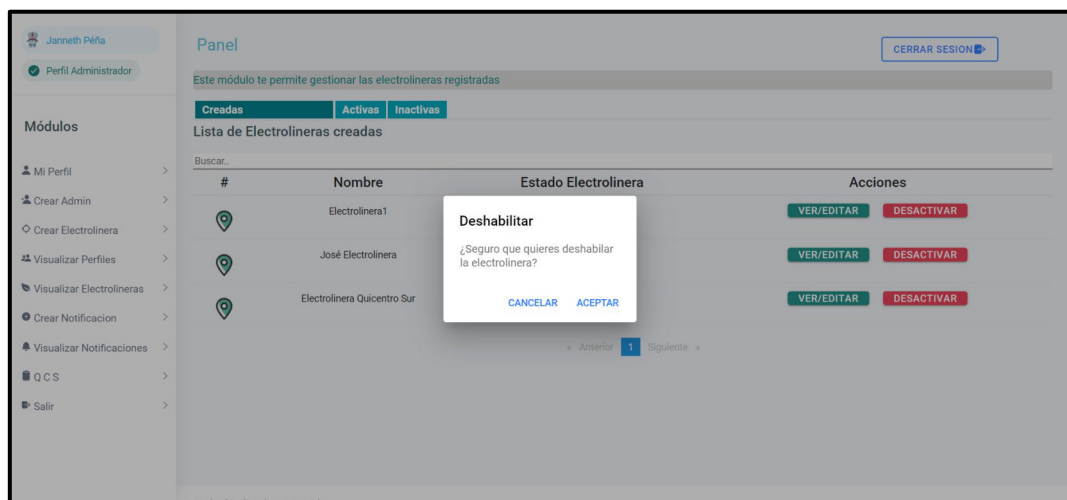 Janneth Péña
Perfil Administrador
Módulos
Mi Perfil
Crear Admin
Crear Electrolinera
Visualizar Perfiles
Visualizar Electrolineras
Crear Notificacion
Visualizar Notificaciones
Q C S
Salir
Panel
CERRAR SESION
Este módulo te permite gestionar las electrolineras registradas
Creadas Activas Inactivas
Lista de Electrolineras creadas
Buscar..
# Nombre Estado Electrolinera Acciones
Electrolinera1 VER/EDITAR DESACTIVAR
José Electrolinera VER/EDITAR DESACTIVAR
Electrolinera Quicentro Sur VER/EDITAR DESACTIVAR
« Anterior 1 Siguiente »
Deshabilitar
¿Seguro que quieres deshabilar
la electrolinera?
CANCELAR ACEPTAR